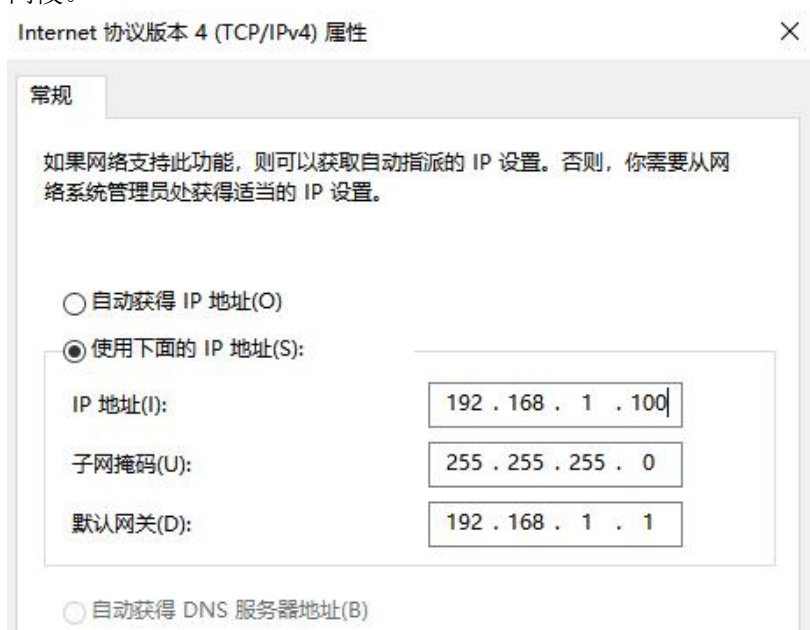 Internet 协议版本 4 (TCP/IPv4) 属性
常规
如果网络支持此功能，则可以获取自动指派的 IP 设置。否则，你需要从网
络系统管理员处获得适当的 IP 设置。
自动获得 IP 地址(O)
使用下面的 IP 地址(S):
IP 地址(I): 192 . 168 . 1 . 100
子网掩码(U): 255 . 255 . 255 . 0
默认网关(D): 192 . 168 . 1 . 1
自动获得 DNS 服务器地址(B)